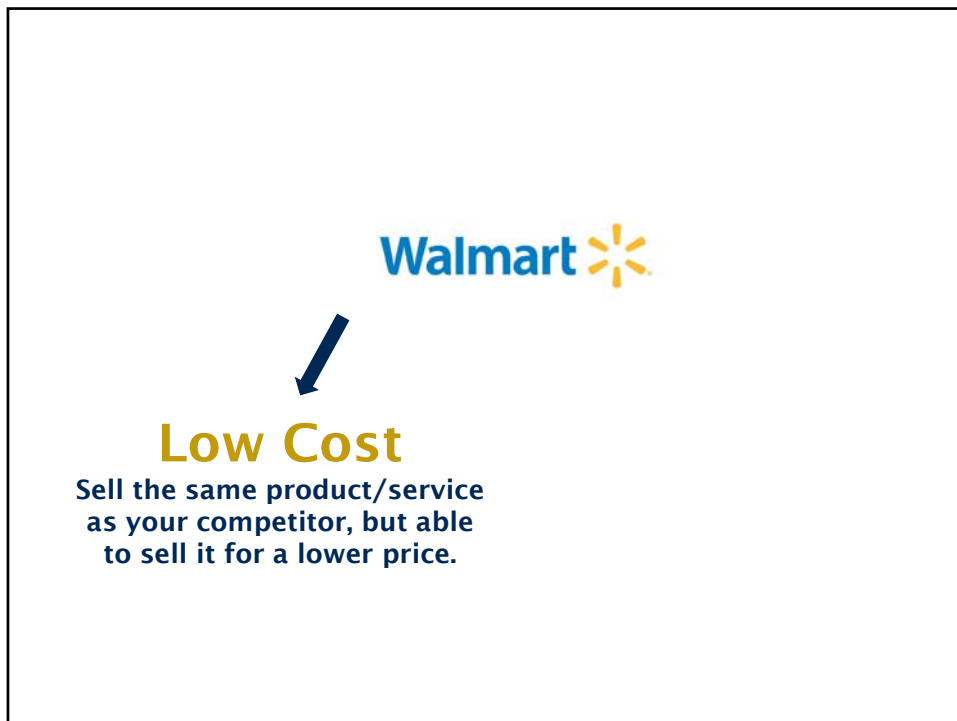 Walmart
Low Cost
Sell the same product/service
as your competitor, but able
to sell it for a lower price.